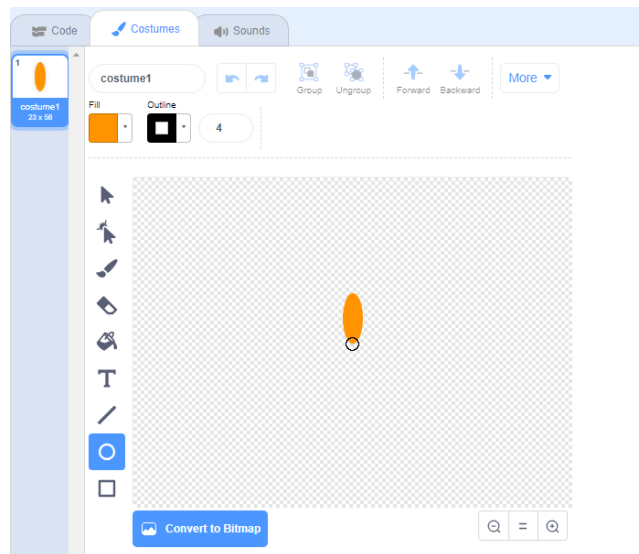 Code
Costumes
Sounds
1
costume1
23 x 56
costume1
Group
Ungroup
Forward
Backward
More
Fill
Outline
4
T
Convert to Bitmap